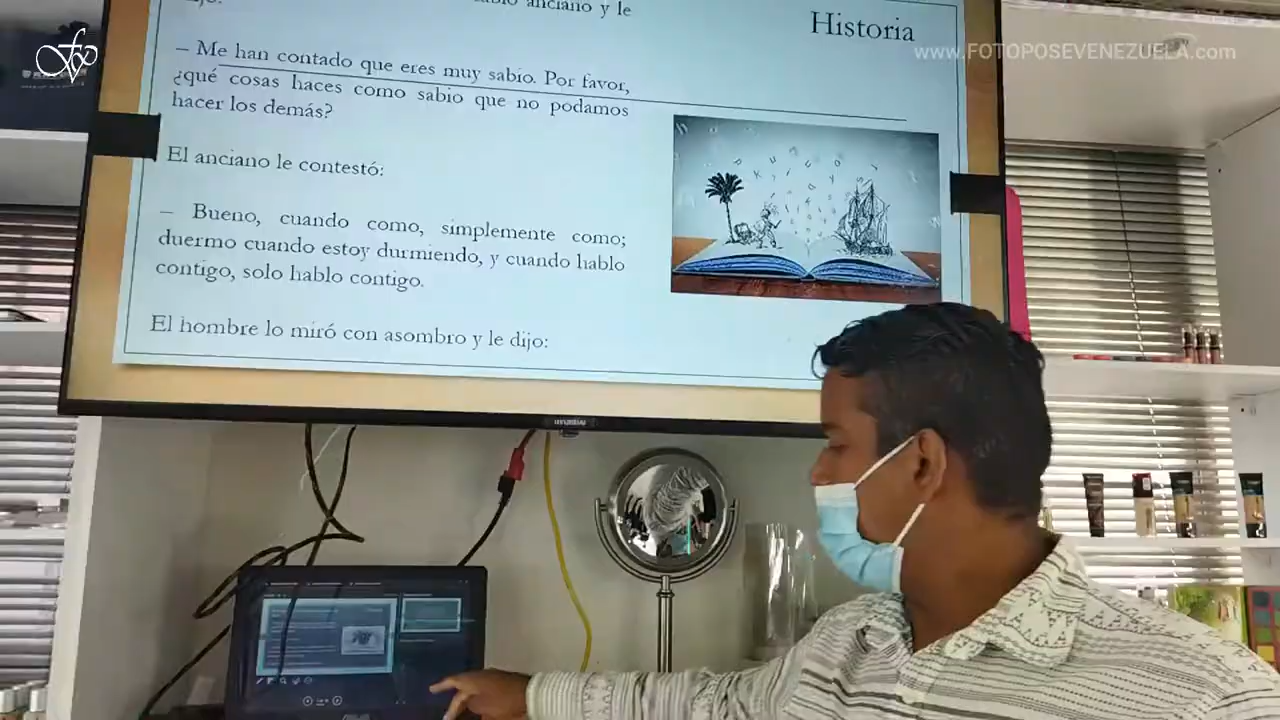 anciano y le
Historia
www.FOTOPOSEVENEZUELA.com
– Me han contado que eres muy sabio. Por favor,
¿qué cosas haces como sabio que no podamos
hacer los demás?
El anciano le contestó:
– Bueno, cuando como, simplemente como;
duermo cuando estoy durmiendo, y cuando hablo
contigo, solo hablo contigo.
El hombre lo miró con asombro y le dijo: